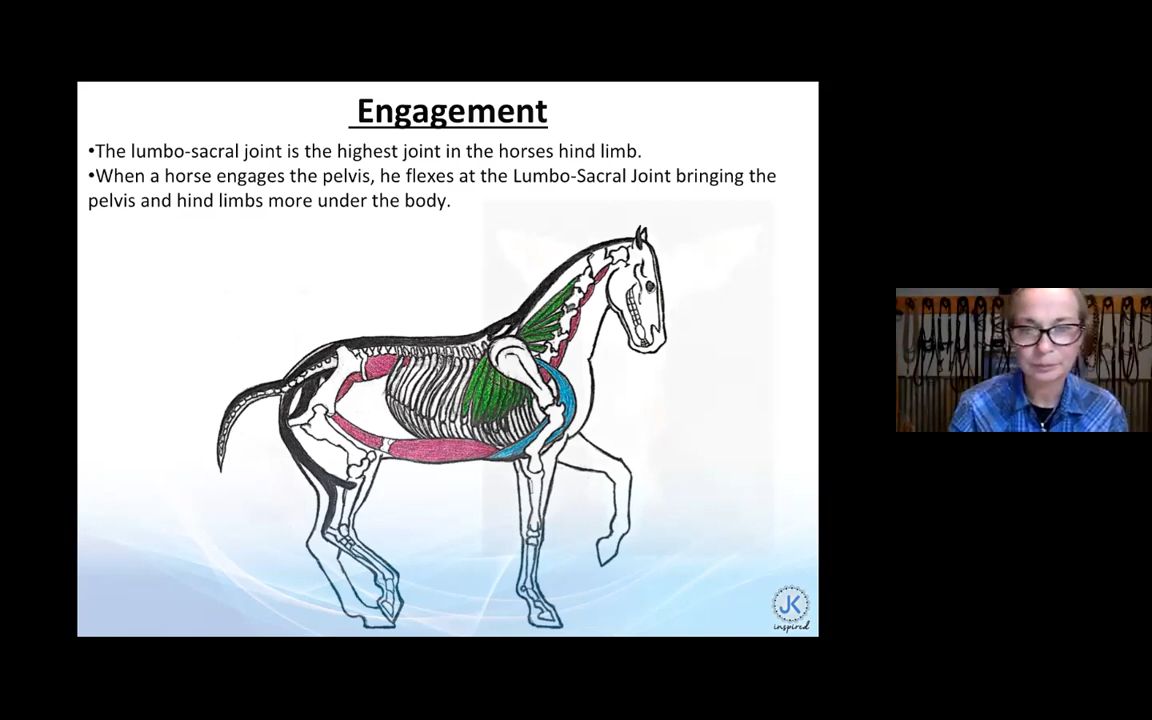 Engagement
•The lumbo-sacral joint is the highest joint in the horses hind limb.
•When a horse engages the pelvis, he flexes at the Lumbo-Sacral Joint bringing the
pelvis and hind limbs more under the body.
JK
inspired